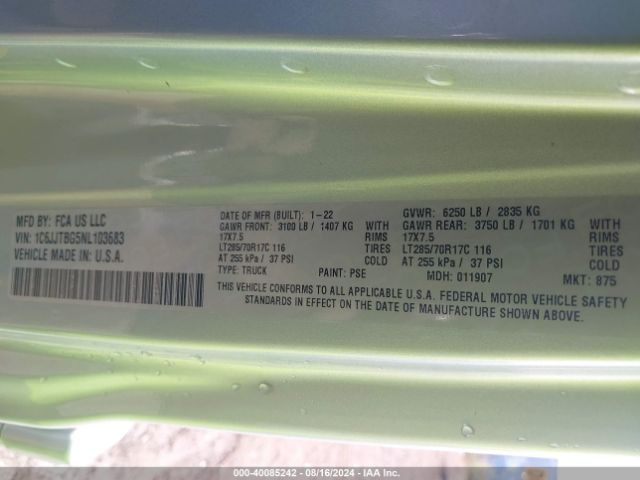 MFD BY: FCA US LLC
VIN: 1C6JJTBG5NL103683
VEHICLE MADE IN: U.S.A.
DATE OF MFR (BUILT): 1-22
GAWR FRONT: 3100 LB / 1407 KG WITH
17X7.5 RIMS
LT285/70R17C 116 TIRES
AT 255 kPa / 37 PSI COLD
TYPE: TRUCK PAINT: PSE
GVWR: 6250 LB / 2835 KG
GAWR REAR: 3750 LB / 1701 KG WITH
17X7.5 RIMS
LT285/70R17C 116 TIRES
AT 255 kPa / 37 PSI COLD
MDH: 011907 MKT: 875
THIS VEHICLE CONFORMS TO ALL APPLICABLE U.S.A. FEDERAL MOTOR VEHICLE SAFETY
STANDARDS IN EFFECT ON THE DATE OF MANUFACTURE SHOWN ABOVE.
000-40085242 - 08/16/2024 - IAA Inc.